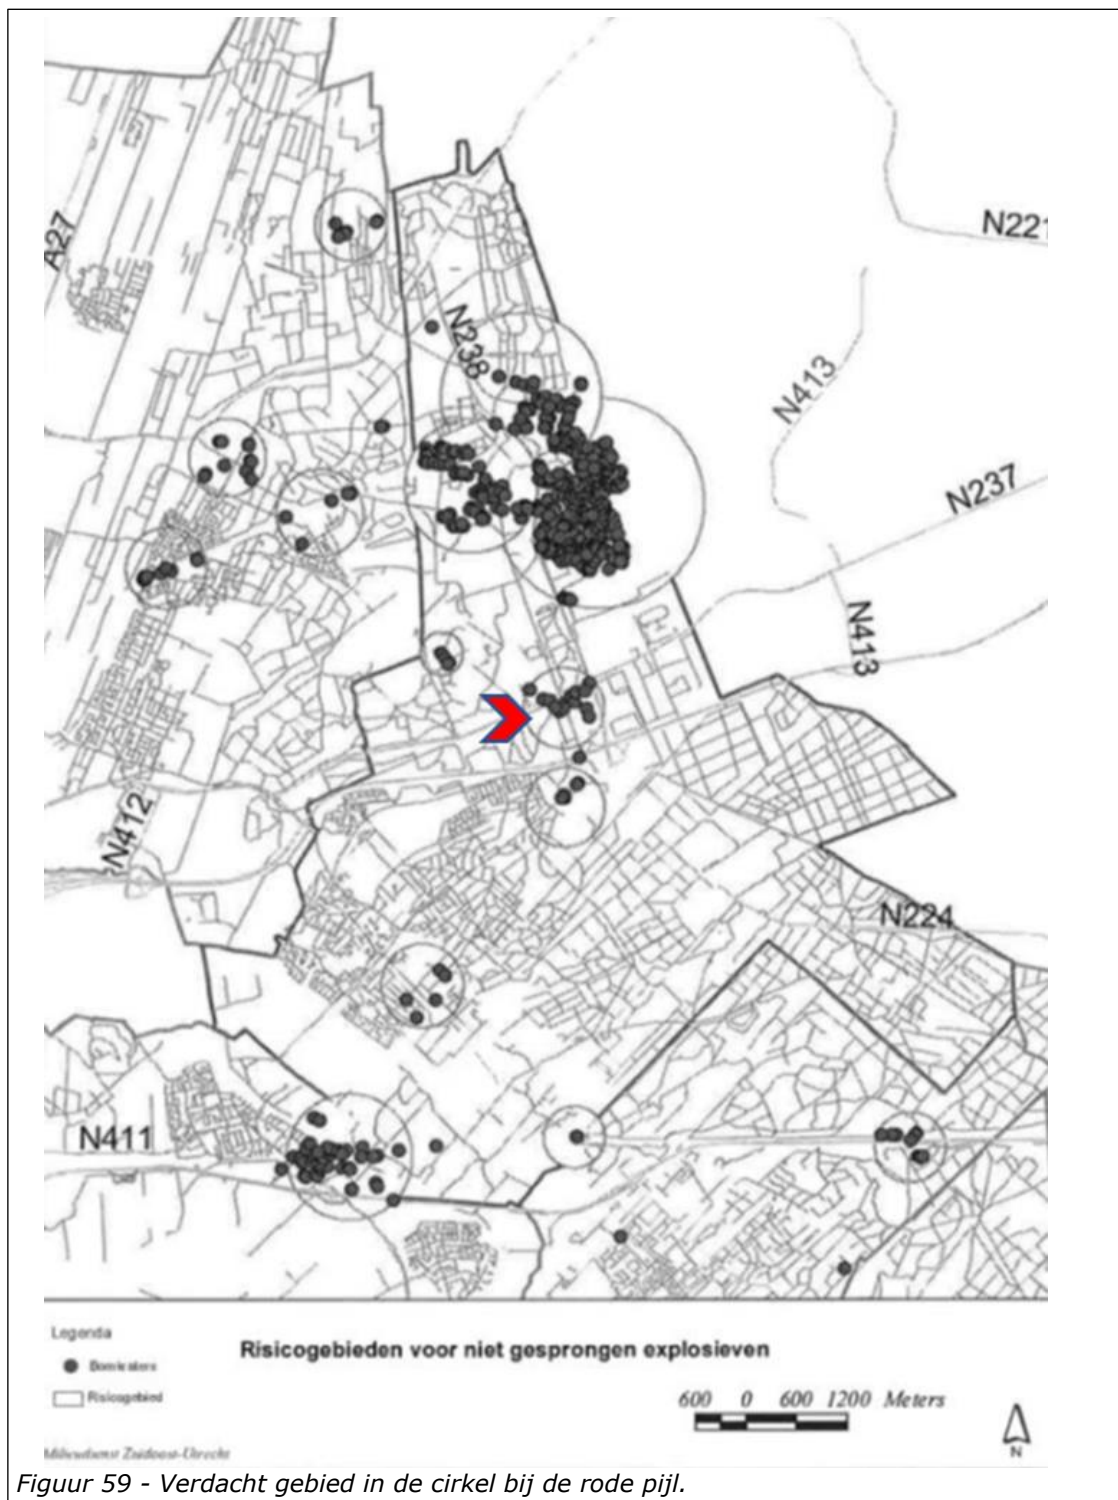 A27
N221
N238
N413
N237
N413
N412
N224
N411
Legenda
Bomkraters
Risicogebied
Risicogebieden voor niet gesprongen explosieven
600 0 600 1200 Meters
N
Milieudienst Zuidoost-Utrecht
Figuur 59 - Verdacht gebied in de cirkel bij de rode pijl.